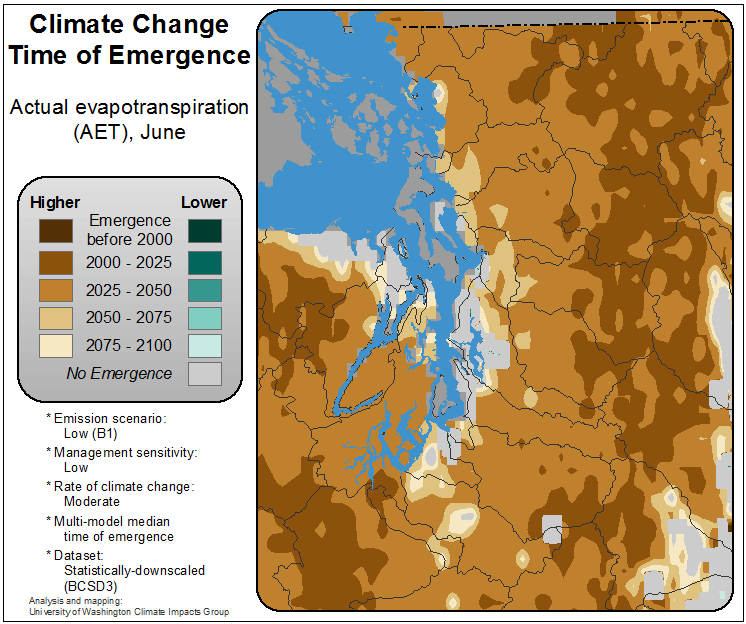 Climate Change
Time of Emergence
Actual evapotranspiration
(AET), June
Higher Lower
Emergence
before 2000
2000 - 2025
2025 - 2050
2050 - 2075
2075 - 2100
No Emergence
* Emission scenario:
Low (B1)
* Management sensitivity:
Low
* Rate of climate change:
Moderate
* Multi-model median
time of emergence
* Dataset:
Statistically-downscaled
(BCSD3)
Analysis and mapping:
University of Washington Climate Impacts Group